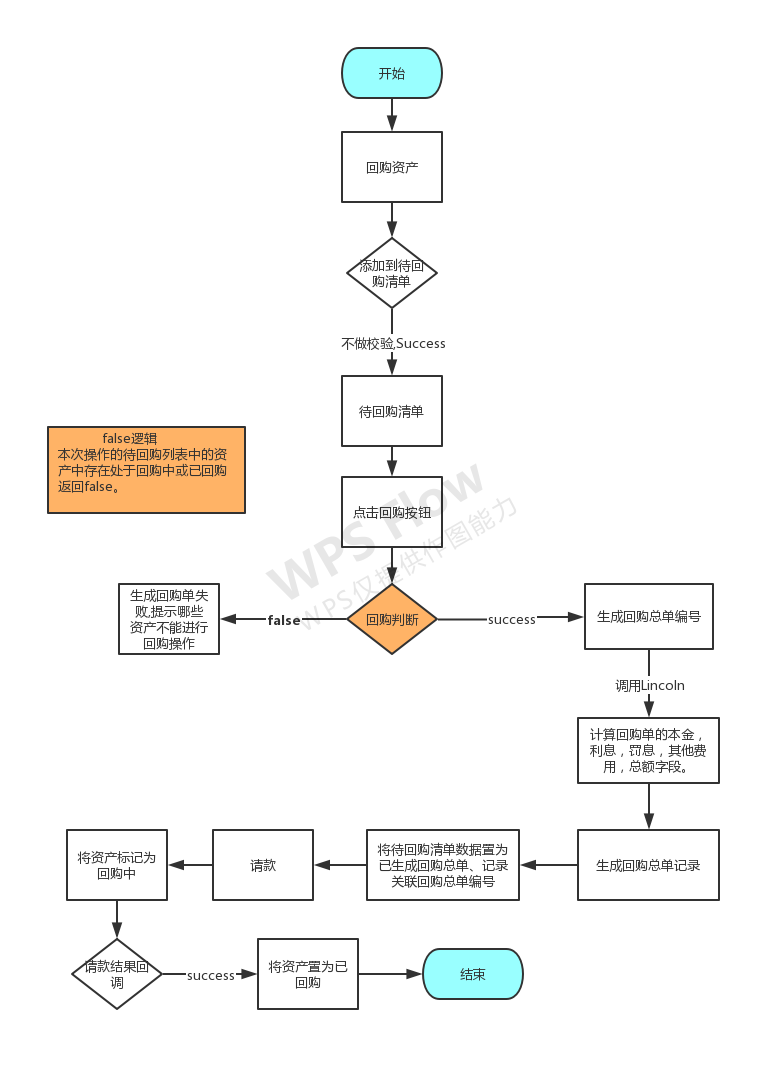 开始
回购资产
添加到待回
购清单
不做校验,Success
待回购清单
false逻辑
本次操作的待回购列表中的资
产中存在处于回购中或已回购
返回false。
点击回购按钮
WPS Flow
WPS仅提供作图能力
生成回购单失
败,提示哪些
资产不能进行
回购操作
false
回购判断
success
生成回购总单编号
调用Lincoln
计算回购单的本金，
利息，罚息，其他费
用，总额字段。
将资产标记为
回购中
请款
将待回购清单数据置为
已生成回购总单、记录
关联回购总单编号
生成回购总单记录
请款结果回
调
success
将资产置为已
回购
结束